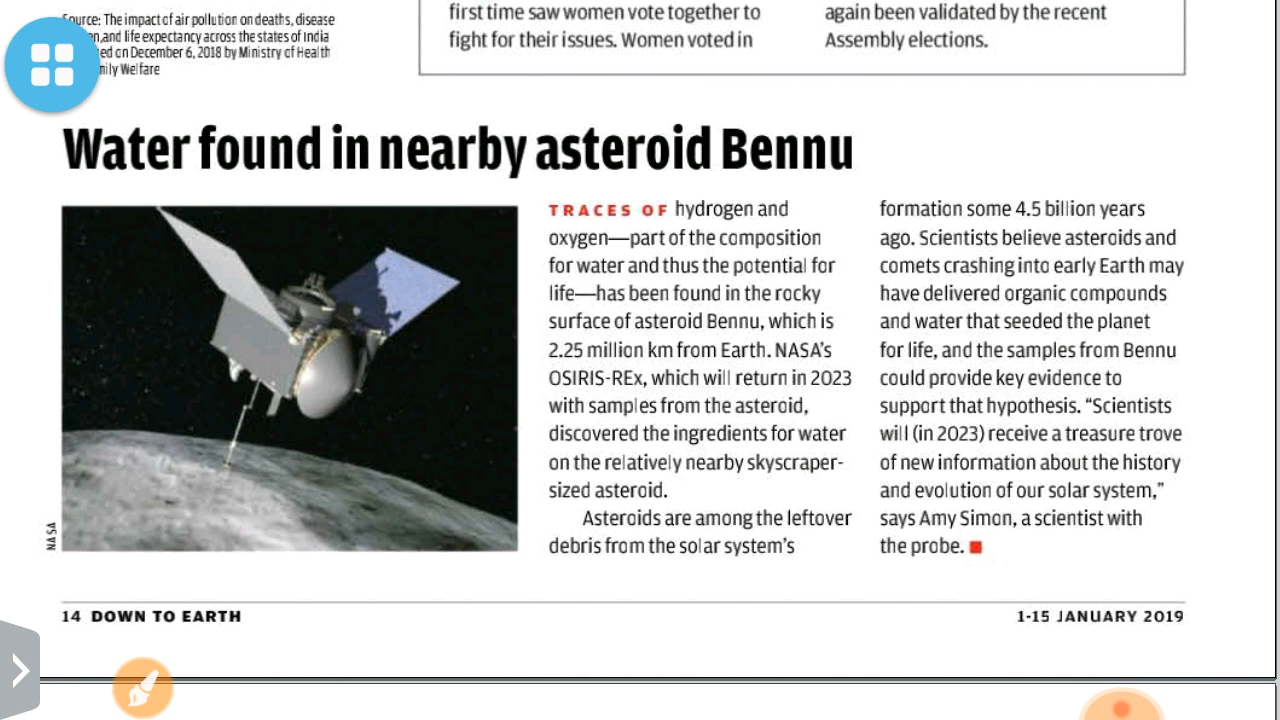 Source: The impact of air pollution on deaths, disease
and life expectancy across the states of India
on December 6, 2018 by Ministry of Health
Welfare
first time saw women vote together to
fight for their issues. Women voted in
again been validated by the recent
Assembly elections.
Water found in nearby asteroid Bennu
NASA
TRACES OF hydrogen and
oxygen—part of the composition
for water and thus the potential for
life—has been found in the rocky
surface of asteroid Bennu, which is
2.25 million km from Earth. NASA's
OSIRIS-REx, which will return in 2023
with samples from the asteroid,
discovered the ingredients for water
on the relatively nearby skyscraper-
sized asteroid.
Asteroids are among the leftover
debris from the solar system's
formation some 4.5 billion years
ago. Scientists believe asteroids and
comets crashing into early Earth may
have delivered organic compounds
and water that seeded the planet
for life, and the samples from Bennu
could provide key evidence to
support that hypothesis. “Scientists
will (in 2023) receive a treasure trove
of new information about the history
and evolution of our solar system,”
says Amy Simon, a scientist with
the probe.
14 DOWN TO EARTH
1-15 JANUARY 2019